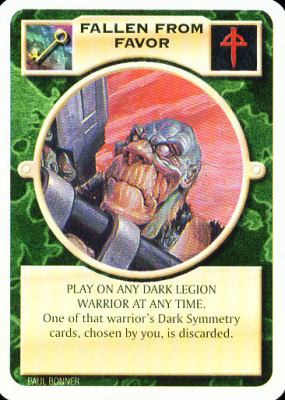 FALLEN FROM
FAVOR
PLAY ON ANY DARK LEGION
WARRIOR AT ANY TIME.
One of that warrior's Dark Symmetry
cards, chosen by you, is discarded.
PAUL BONNER